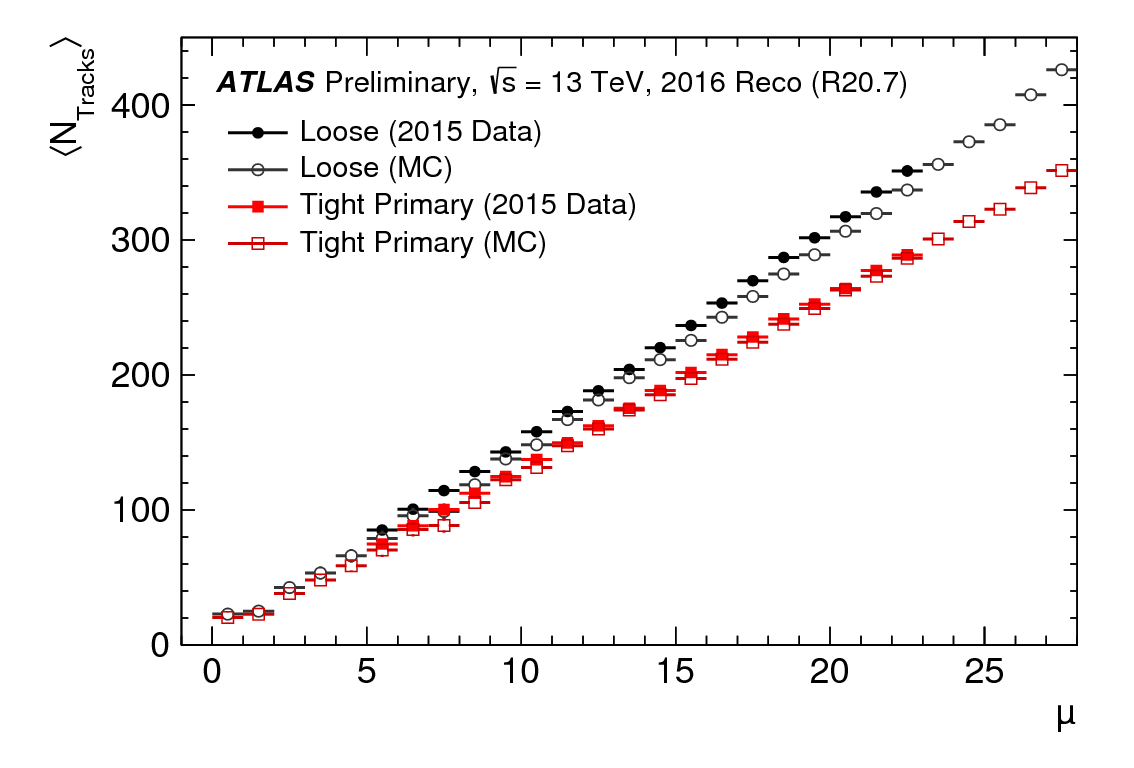 ⟨N_Tracks⟩
ATLAS Preliminary, √s = 13 TeV, 2016 Reco (R20.7)
Loose (2015 Data)
Loose (MC)
Tight Primary (2015 Data)
Tight Primary (MC)
400
300
200
100
0
0 5 10 15 20 25
μ